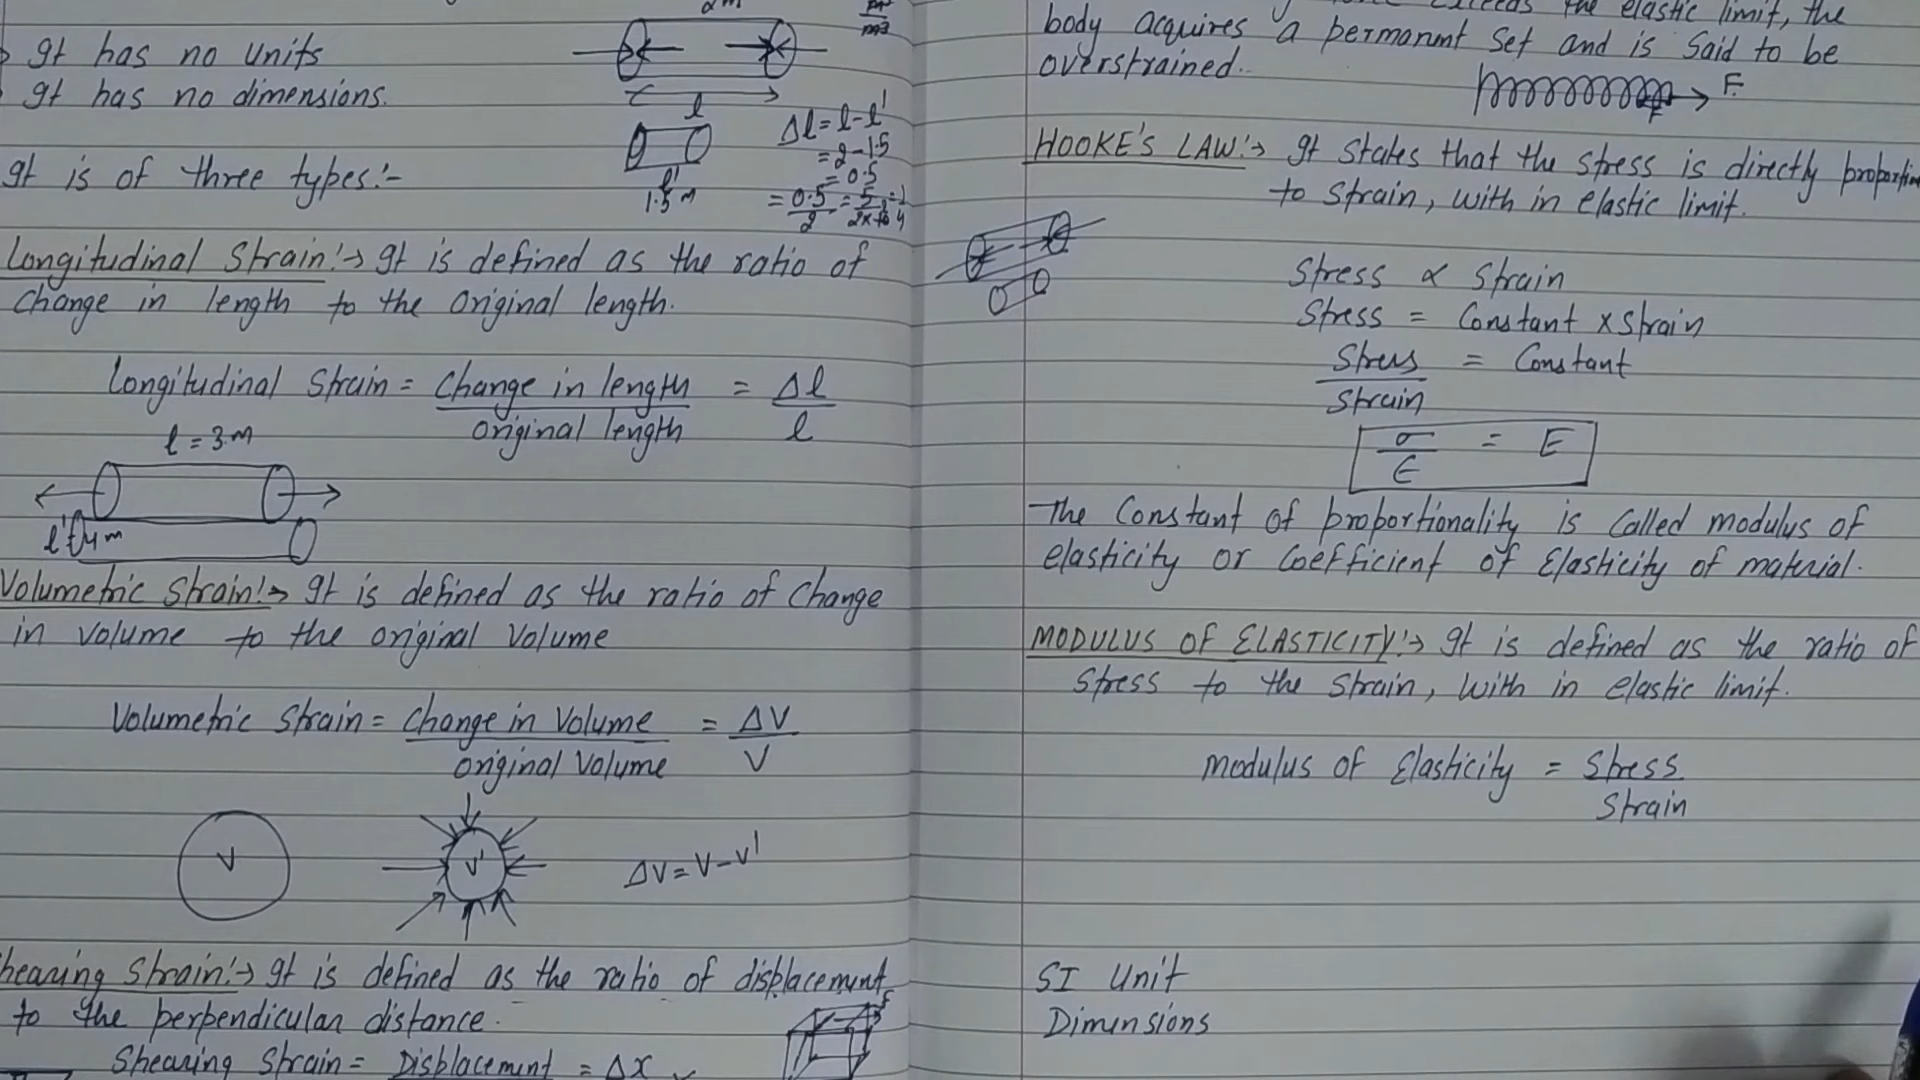 It has no units
It has no dimensions.
It is of three types:-
2m
l
Δl = l - l'
= 2 - 1.5
= 0.5
l'
1.5 m
Longitudinal Strain:→ It is defined as the ratio of
Change in length to the Original length.
Longitudinal Strain = Change in length = Δl
original length l
l = 3m
l' 4m
Volumetric Strain:→ It is defined as the ratio of Change
in Volume to the original Volume
Volumetric Strain = Change in Volume = ΔV
original Volume V
V
V'
ΔV = V - V'
hearing Strain:→ It is defined as the ratio of displacement
to the perpendicular distance.
Shearing Strain = Displacement = Δx
the elastic limit, the
body acquires a permanent Set and is Said to be
overstrained.
F
HOOKE'S LAW:→ It States that the stress is directly proportion
to strain, with in elastic limit.
Stress ∝ Strain
Stress = Constant x Strain
Stress = Constant
Strain
σ = E
ϵ
The Constant of proportionality is Called modulus of
elasticity or Coefficient of Elasticity of material.
MODULUS OF ELASTICITY:→ It is defined as the ratio of
Stress to the Strain, With in elastic limit.
modulus of Elasticity = Stress
Strain
SI Unit
Dimensions